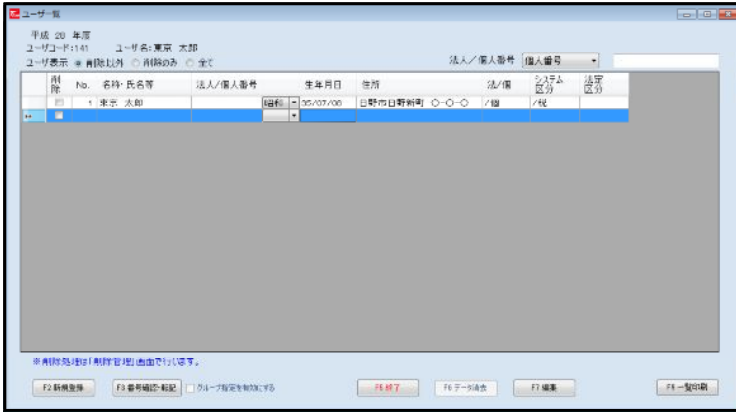 ユーザ一覧
平成 28 年度
ユーザコード:141 ユーザ名:東京 太郎
ユーザ表示 削除以外 削除のみ 全て 法人/個人番号 個人番号
削除 No. 名称・氏名等 法人/個人番号 生年月日 住所 法/個 システム区分 法定区分
1 東京 太郎 昭和 35/07/08 日野市日野新町 ○-○-○ /個 /税
※削除処理は「削除管理」画面で行います。
F2 新規登録 F3 番号確認・転記 グループ指定を有効にする F5 終了 F6 データ消去 F7 編集 F9 一覧印刷